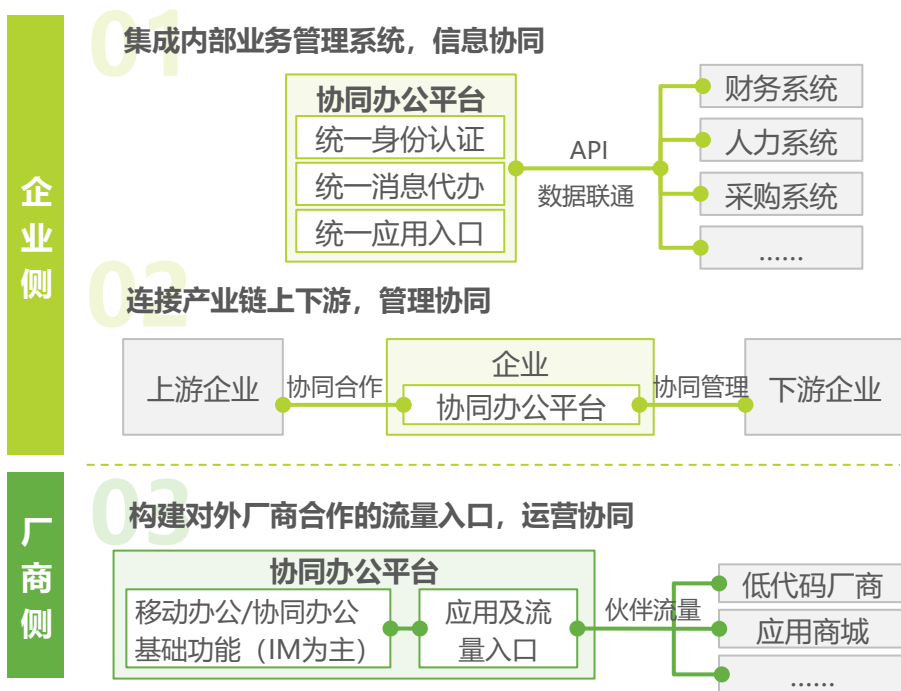 企业侧
01
集成内部业务管理系统，信息协同
协同办公平台
统一身份认证
统一消息代办
统一应用入口
API
数据联通
财务系统
人力系统
采购系统
......
02
连接产业链上下游，管理协同
上游企业
协同合作
企业
协同办公平台
协同管理
下游企业
厂商侧
03
构建对外厂商合作的流量入口，运营协同
协同办公平台
移动办公/协同办公
基础功能（IM为主）
应用及流
量入口
伙伴流量
低代码厂商
应用商城
......